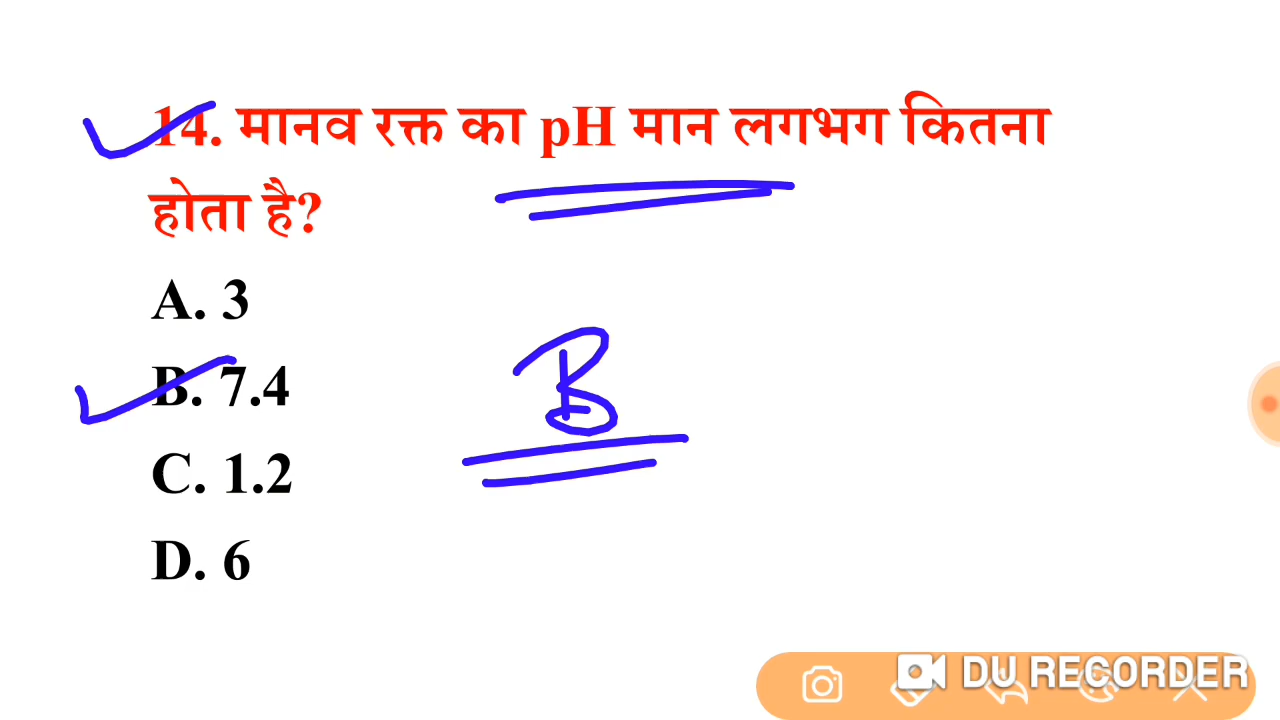 14. मानव रक्त का pH मान लगभग कितना
होता है?
A. 3
B. 7.4
B
C. 1.2
D. 6
DU RECORDER